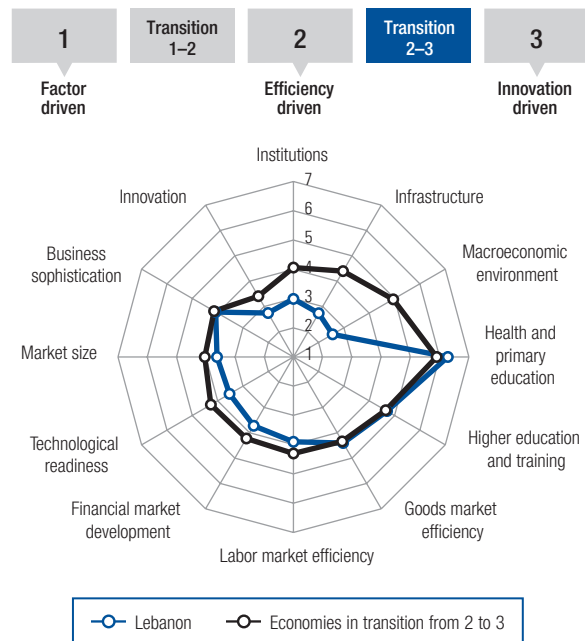 1
Transition
1–2
2
Transition
2–3
3
Factor
driven
Efficiency
driven
Innovation
driven
Institutions
Infrastructure
Macroeconomic
environment
Health and
primary
education
Higher education
and training
Goods market
efficiency
Labor market efficiency
Financial market
development
Technological
readiness
Market size
Business
sophistication
Innovation
7
6
5
4
3
2
1
Lebanon
Economies in transition from 2 to 3